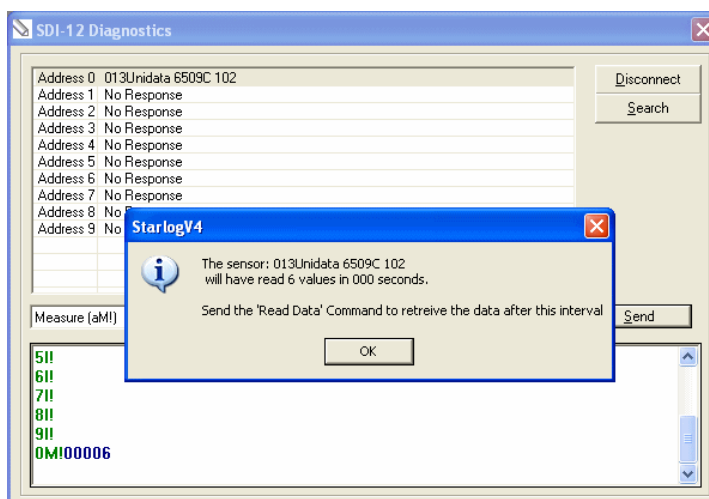 SDI-12 Diagnostics
Address 0 013Unidata 6509C 102
Address 1 No Response
Address 2 No Response
Address 3 No Response
Address 4 No Response
Address 5 No Response
Address 6 No Response
Address 7 No Response
Address 8 No
Address 9 No
Disconnect
Search
StarlogV4
The sensor: 013Unidata 6509C 102
will have read 6 values in 000 seconds.
Send the 'Read Data' Command to retreive the data after this interval
OK
Measure (aM!)
Send
5I!
6I!
7I!
8I!
9I!
0M!00006